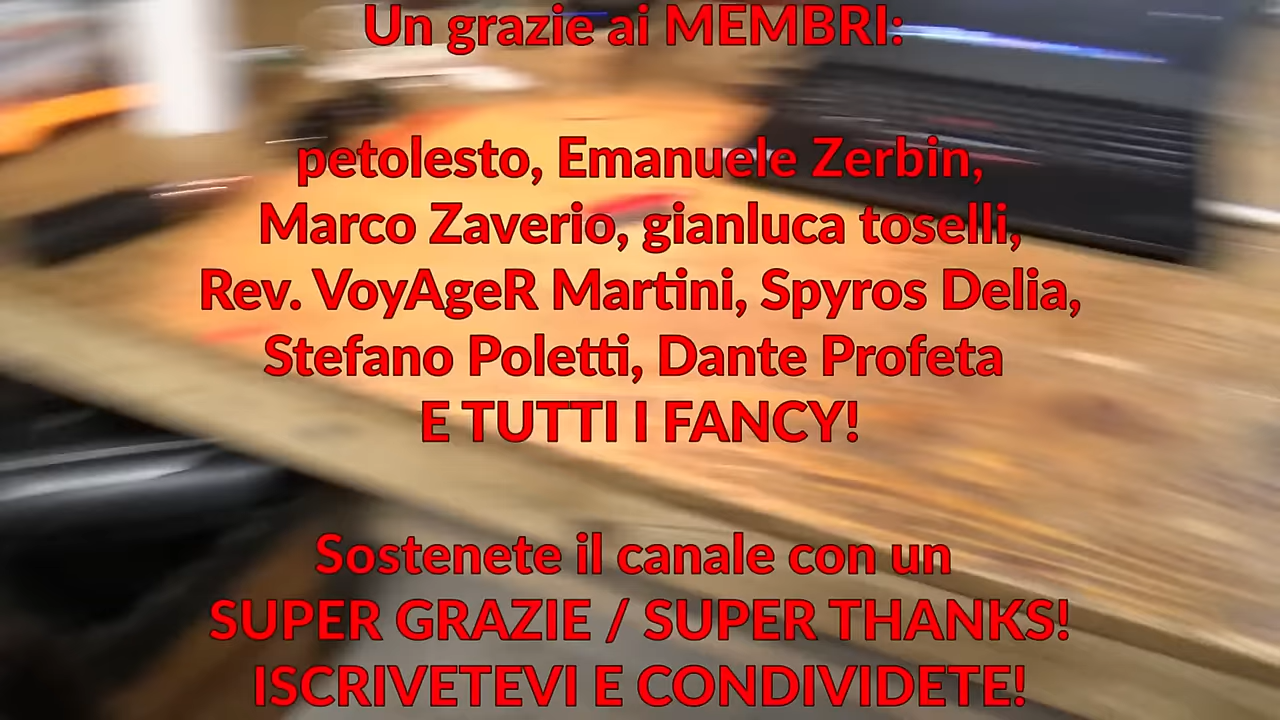 Un grazie ai MEMBRI:
petolesto, Emanuele Zerbin,
Marco Zaverio, gianluca toselli,
Rev. VoyAgeR Martini, Spyros Delia,
Stefano Poletti, Dante Profeta
E TUTTI I FANCY!
Sostenete il canale con un
SUPER GRAZIE / SUPER THANKS!
ISCRIVETEVI E CONDIVIDETE!